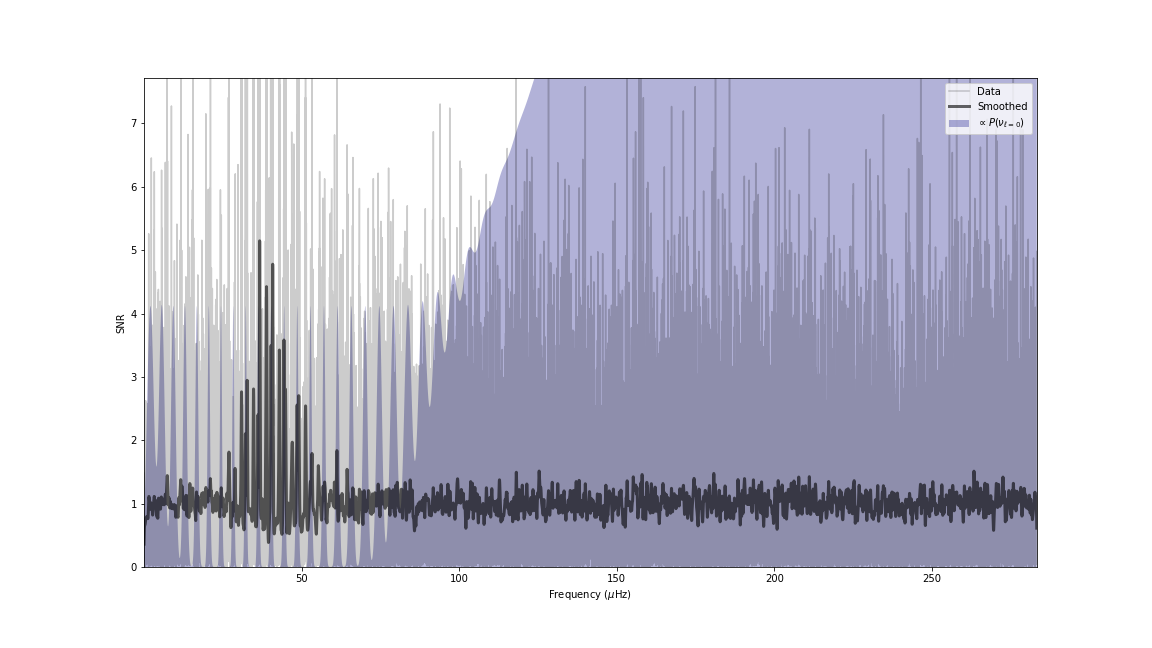 7
6
5
4
3
2
1
0
SNR
50
100
150
200
250
Frequency (μHz)
Data
Smoothed
∝ P(ν_{ℓ=0})